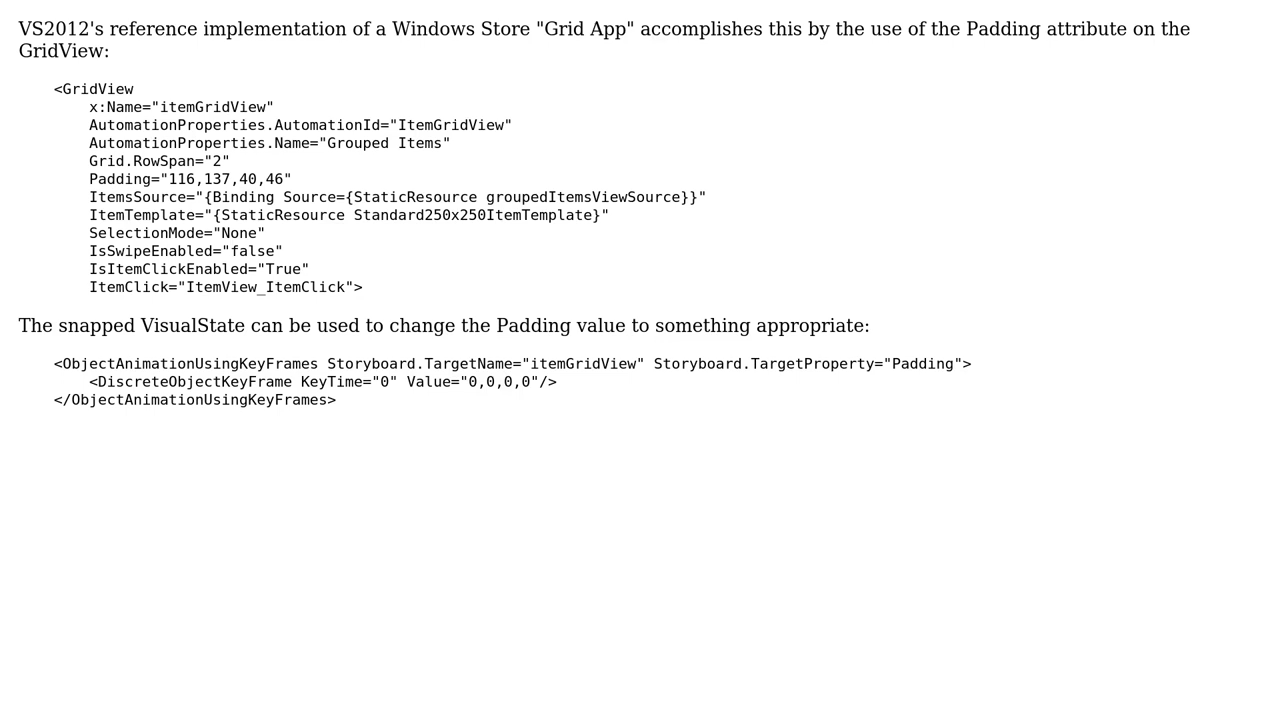 VS2012's reference implementation of a Windows Store "Grid App" accomplishes this by the use of the Padding attribute on the
GridView:
<GridView
x:Name="itemGridView"
AutomationProperties.AutomationId="ItemGridView"
AutomationProperties.Name="Grouped Items"
Grid.RowSpan="2"
Padding="116,137,40,46"
ItemsSource="{Binding Source={StaticResource groupedItemsViewSource}}"
ItemTemplate="{StaticResource Standard250x250ItemTemplate}"
SelectionMode="None"
IsSwipeEnabled="false"
IsItemClickEnabled="True"
ItemClick="ItemView_ItemClick">
The snapped VisualState can be used to change the Padding value to something appropriate:
<ObjectAnimationUsingKeyFrames Storyboard.TargetName="itemGridView" Storyboard.TargetProperty="Padding">
<DiscreteObjectKeyFrame KeyTime="0" Value="0,0,0,0"/>
</ObjectAnimationUsingKeyFrames>